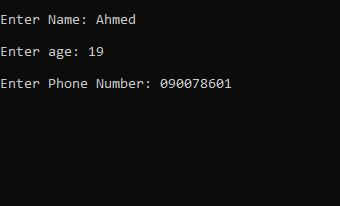 Enter Name: Ahmed
Enter age: 19
Enter Phone Number: 090078601